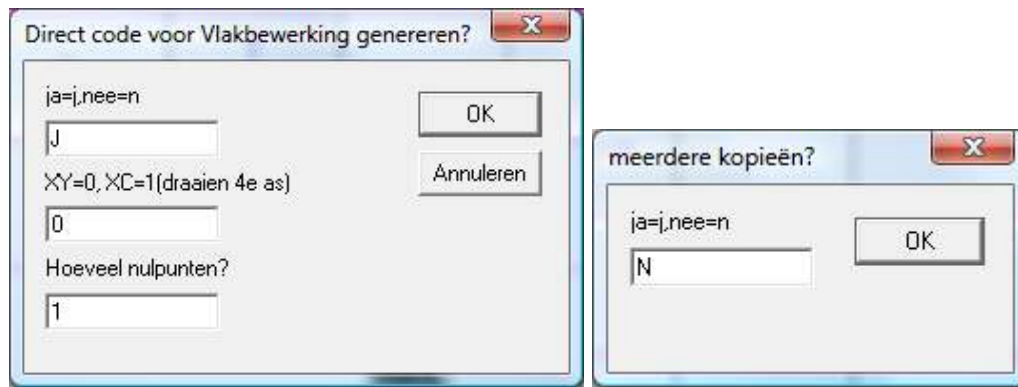 Direct code voor Vlakbewerking genereren?
ja=j,nee=n
J
OK
Annuleren
XY=0, XC=1(draaien 4e as)
0
Hoeveel nulpunten?
1
meerdere kopieën?
ja=j,nee=n
N
OK